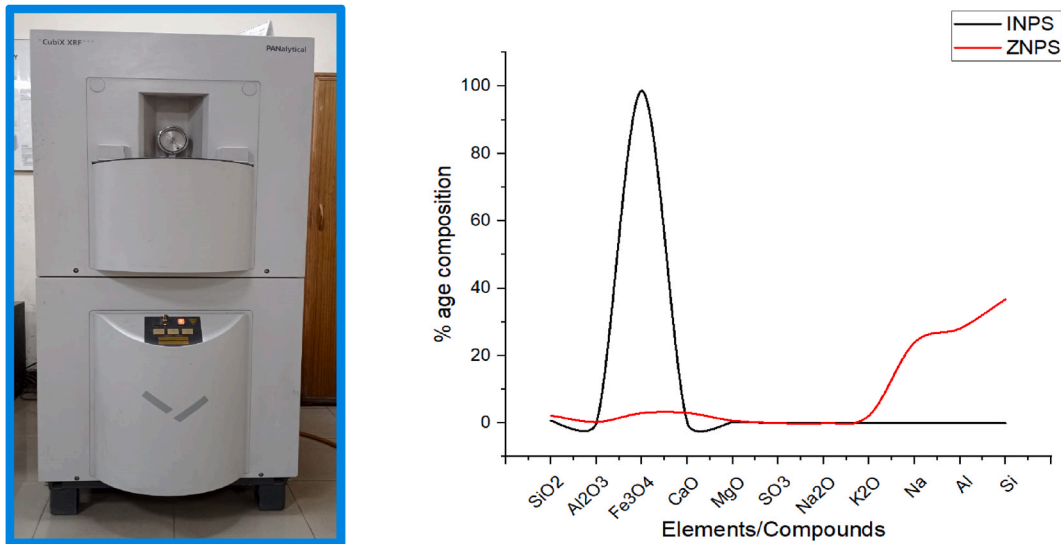 CubiX XRF
PANalytical
INPS
ZNPS
% age composition
100
80
60
40
20
0
SiO2
Al2O3
Fe3O4
CaO
MgO
SO3
Na2O
K2O
Na
Al
Si
Elements/Compounds